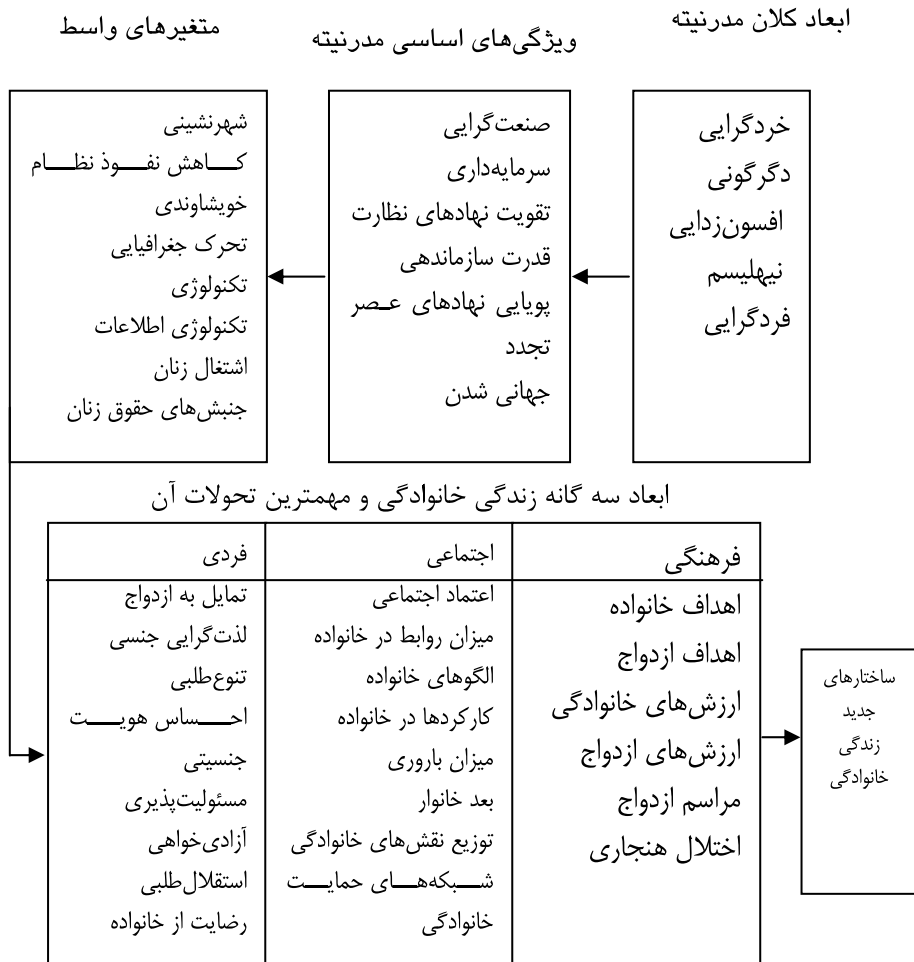 ابعاد کلان مدرنیته
ویژگی‌های اساسی مدرنیته
متغیرهای واسط
خردگرایی
دگرگونی
افسون‌زدایی
نیهلیسم
فردگرایی
صنعت‌گرایی
سرمایه‌داری
تقویت نهادهای نظارت
قدرت سازماندهی
پویایی نهادهای عصر
تجدد
جهانی شدن
شهرنشینی
کاهش نفوذ نظام
خویشاوندی
تحرک جغرافیایی
تکنولوژی
تکنولوژی اطلاعات
اشتغال زنان
جنبش‌های حقوق زنان
ابعاد سه گانه زندگی خانوادگی و مهمترین تحولات آن
فرهنگی
اهداف خانواده
اهداف ازدواج
ارزش‌های خانوادگی
ارزش‌های ازدواج
مراسم ازدواج
اختلال هنجاری
اجتماعی
اعتماد اجتماعی
میزان روابط در خانواده
الگوهای خانواده
کارکردها در خانواده
میزان باروری
بعد خانوار
توزیع نقش‌های خانوادگی
شبکه‌های حمایت
خانوادگی
فردی
تمایل به ازدواج
لذت‌گرایی جنسی
تنوع‌طلبی
احساس هویت
جنسیتی
مسئولیت‌پذیری
آزادی‌خواهی
استقلال‌طلبی
رضایت از خانواده
ساختارهای
جدید
زندگی
خانوادگی